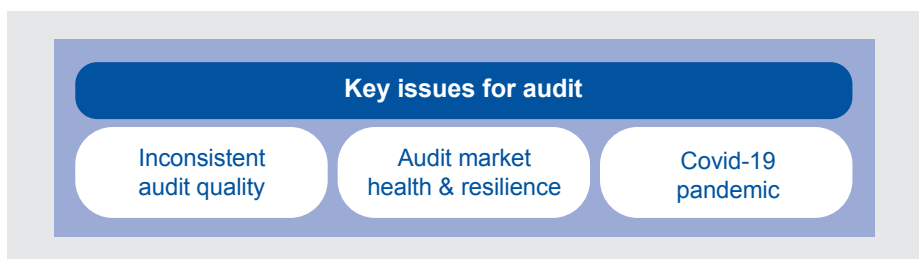 Key issues for audit
Inconsistent
audit quality
Audit market
health & resilience
Covid-19
pandemic